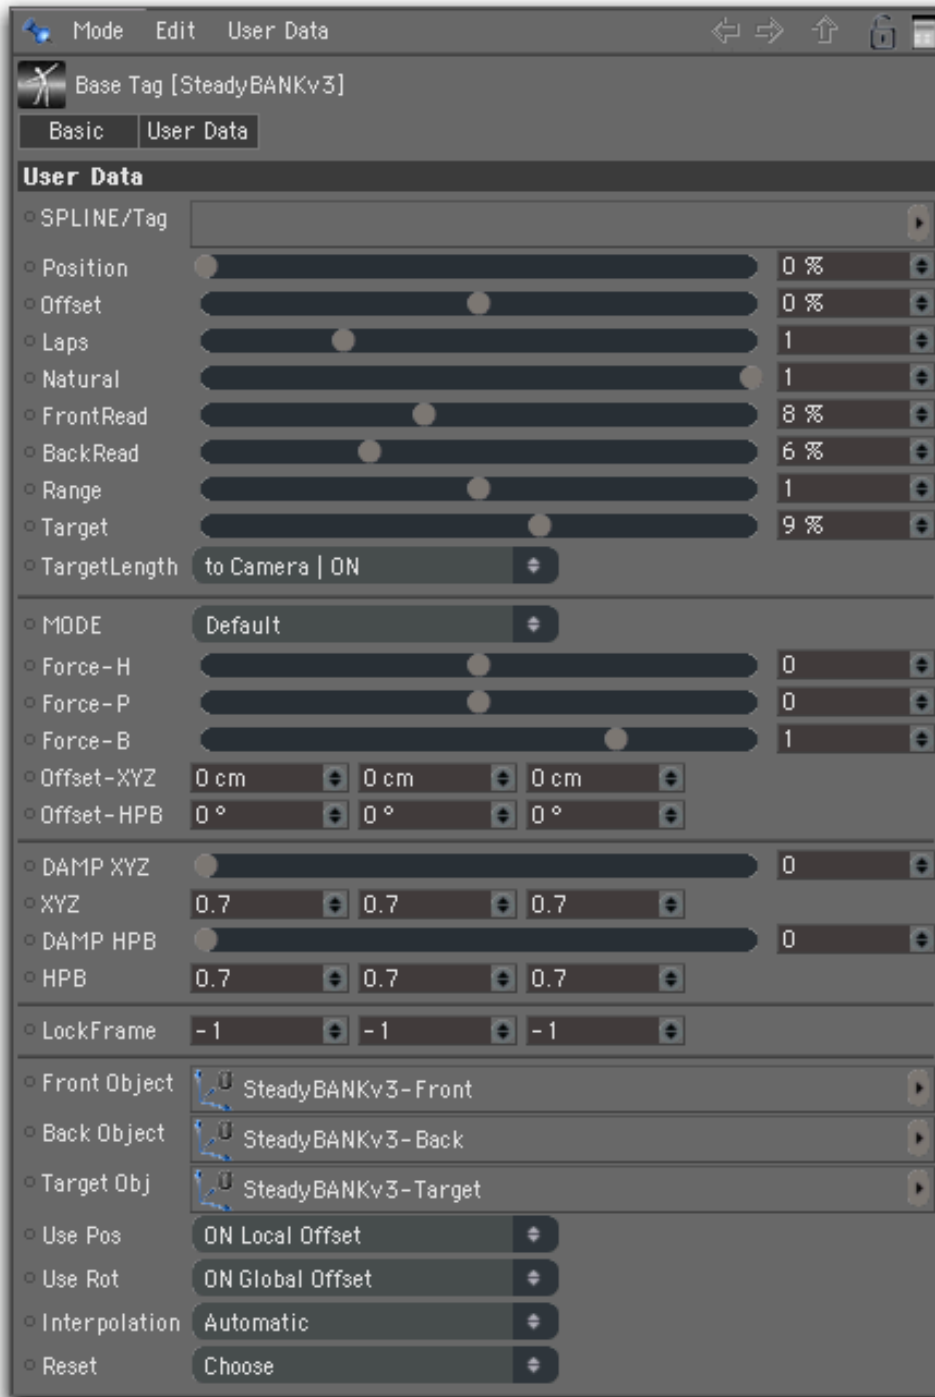 Mode Edit User Data
Base Tag [SteadyBANKv3]
Basic User Data
User Data
SPLINE/Tag
Position 0 %
Offset 0 %
Laps 1
Natural 1
FrontRead 8 %
BackRead 6 %
Range 1
Target 9 %
TargetLength to Camera | ON
MODE Default
Force-H 0
Force-P 0
Force-B 1
Offset-XYZ 0 cm 0 cm 0 cm
Offset-HPB 0 ° 0 ° 0 °
DAMP XYZ 0
XYZ 0.7 0.7 0.7
DAMP HPB 0
HPB 0.7 0.7 0.7
LockFrame -1 -1 -1
Front Object SteadyBANKv3-Front
Back Object SteadyBANKv3-Back
Target Obj SteadyBANKv3-Target
Use Pos ON Local Offset
Use Rot ON Global Offset
Interpolation Automatic
Reset Choose